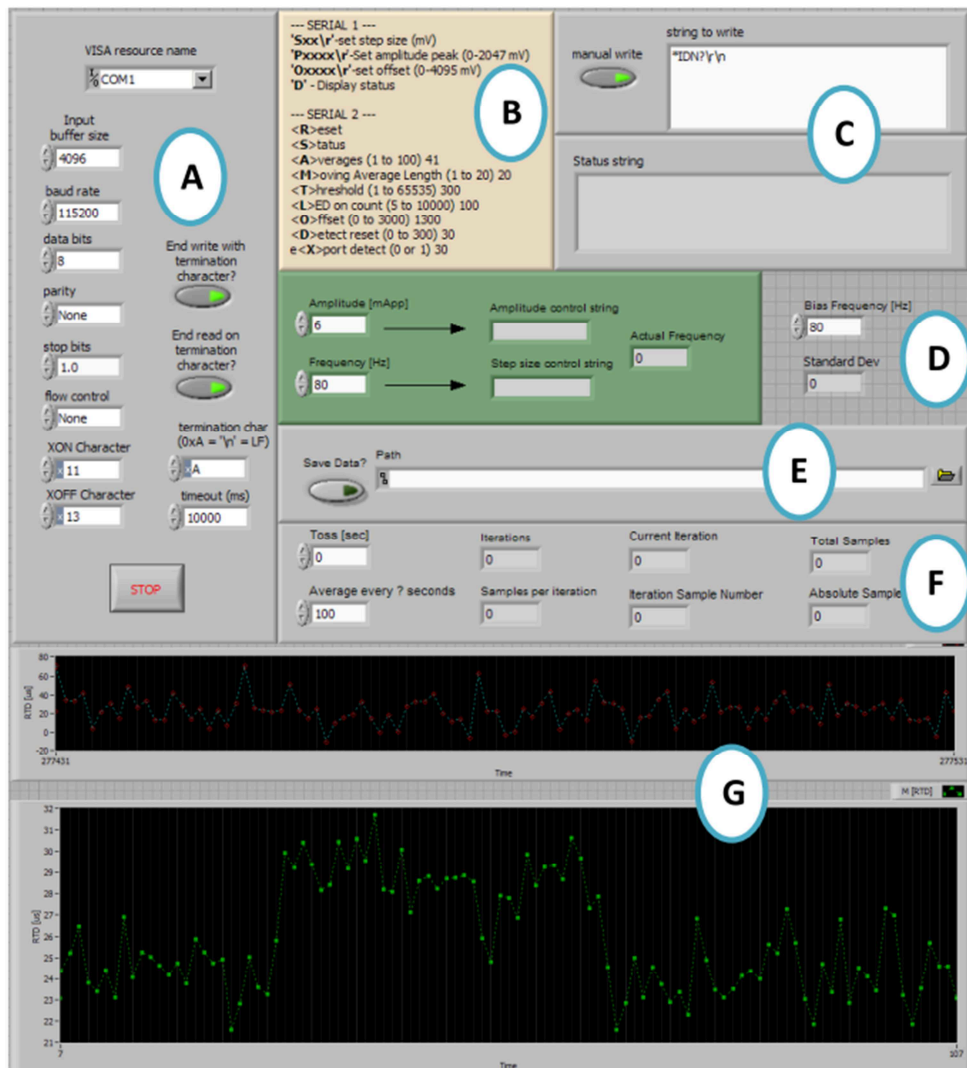 VISA resource name
COM1
Input
buffer size
4096
baud rate
115200
data bits
8
parity
None
stop bits
1.0
flow control
None
XON Character
x 11
XOFF Character
x 13
A
End write with
termination
character?
End read on
termination
character?
termination char
(0xA = '\n' = LF)
xA
timeout (ms)
10000
STOP
--- SERIAL 1 ---
'Sxx\r'-set step size (mV)
'Pxxxx\r'-Set amplitude peak (0-2047 mV)
'Oxxxx\r'-set offset (0-4095 mV)
'D' - Display status
--- SERIAL 2 ---
<R>eset
<S>tatus
<A>verages (1 to 100) 41
<M>oving Average Length (1 to 20) 20
<T>hreshold (1 to 65535) 300
<L>ED on count (5 to 10000) 100
<O>ffset (0 to 3000) 1300
<D>etect reset (0 to 300) 30
e<X>port detect (0 or 1) 30
B
manual write
string to write
*IDN?\r\n
C
Status string
Amplitude [mApp]
6
Amplitude control string
Frequency [Hz]
80
Step size control string
Actual Frequency
0
Bias Frequency [Hz]
80
Standard Dev
0
D
Save Data?
Path
E
Toss [sec]
0
Iterations
0
Current Iteration
0
Total Samples
0
Average every ? seconds
100
Samples per iteration
0
Iteration Sample Number
0
Absolute Sample
0
F
RTD [us]
80
60
40
20
0
-20
277431
277531
Time
G
M [RTD]
RTD [us]
32
31
30
29
28
27
26
25
24
23
22
21
7
107
Time